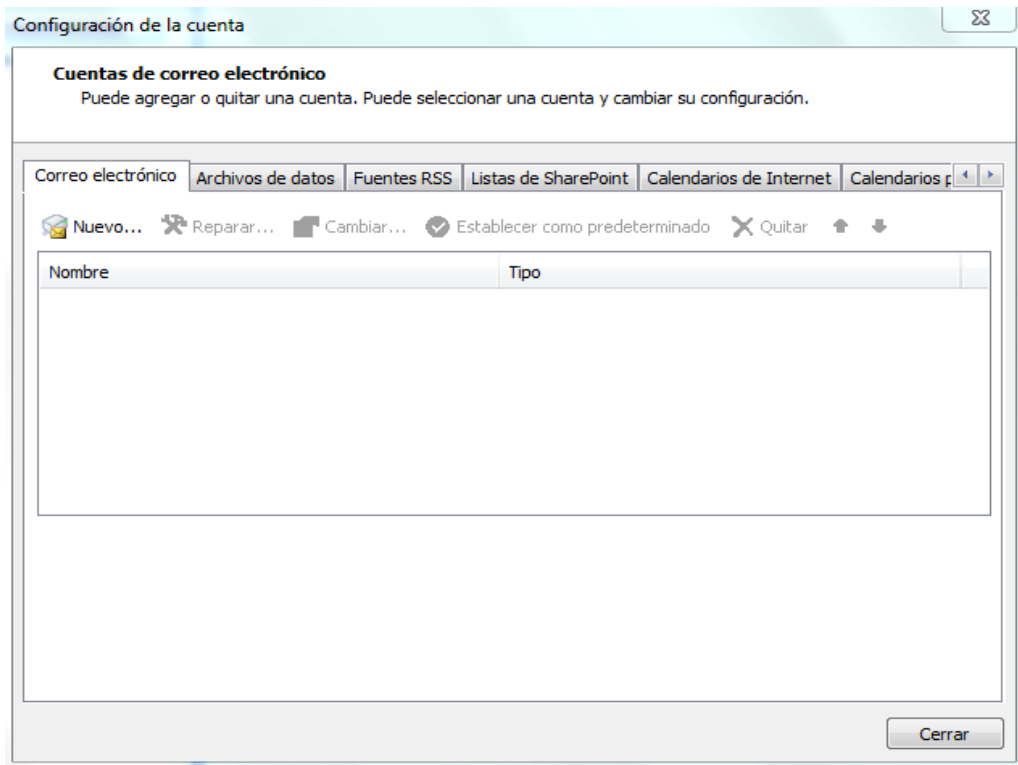 Configuración de la cuenta
Cuentas de correo electrónico
Puede agregar o quitar una cuenta. Puede seleccionar una cuenta y cambiar su configuración.
Correo electrónico Archivos de datos Fuentes RSS Listas de SharePoint Calendarios de Internet Calendarios p
Nuevo... Reparar... Cambiar... Establecer como predeterminado Quitar
Nombre Tipo
Cerrar